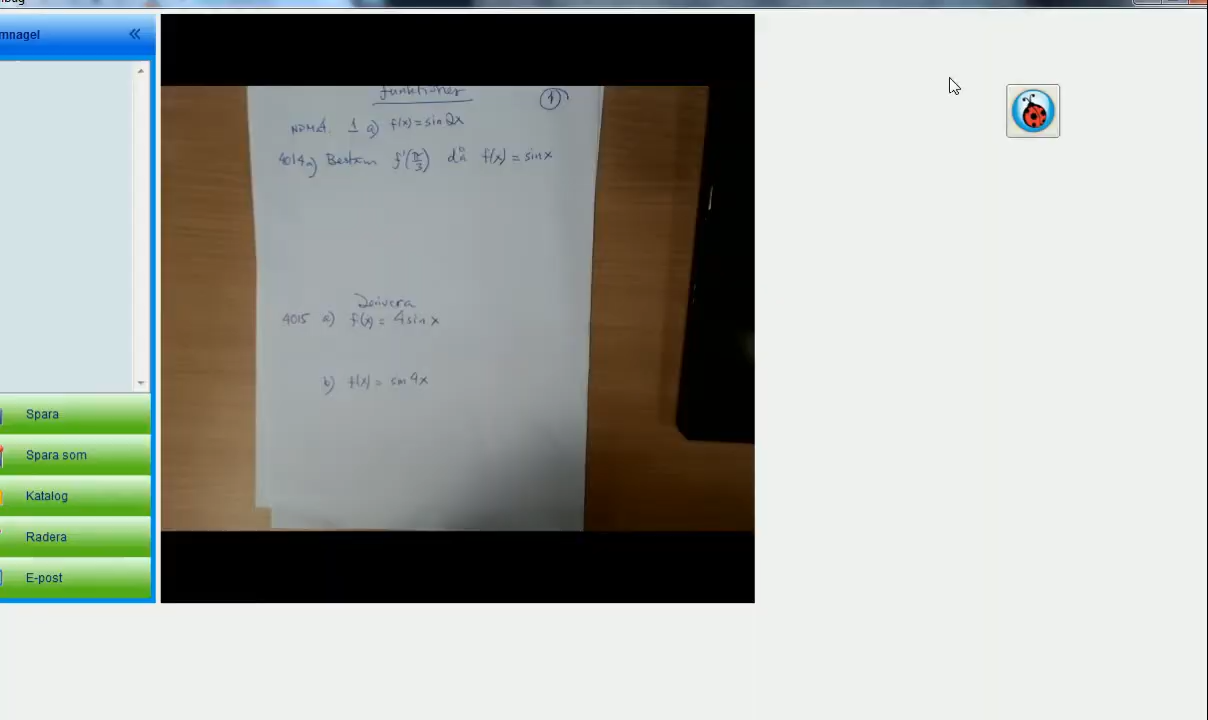 mnagel
funktioner
1
NDMA. 1 a) f(x) = sin 2x
4014a) Bestäm f'(π/3) då f(x) = sin x
Derivera
4015 a) f(x) = 4 sin x
b) f(x) = sin 4x
Spara
Spara som
Katalog
Radera
E-post